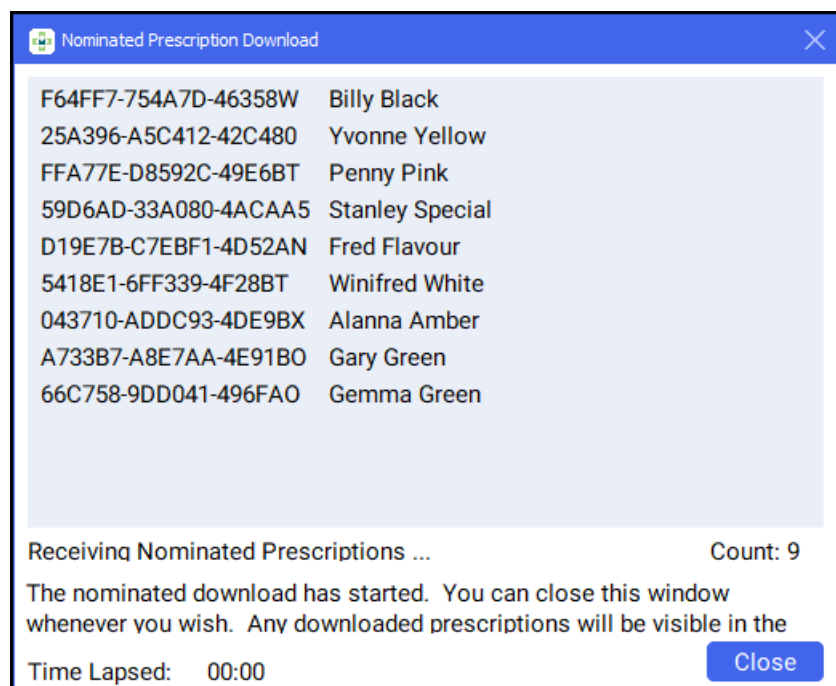 Nominated Prescription Download
F64FF7-754A7D-46358W Billy Black
25A396-A5C412-42C480 Yvonne Yellow
FFA77E-D8592C-49E6BT Penny Pink
59D6AD-33A080-4ACAA5 Stanley Special
D19E7B-C7EBF1-4D52AN Fred Flavour
5418E1-6FF339-4F28BT Winifred White
043710-ADDC93-4DE9BX Alanna Amber
A733B7-A8E7AA-4E91BO Gary Green
66C758-9DD041-496FAO Gemma Green
Receiving Nominated Prescriptions ... Count: 9
The nominated download has started. You can close this window
whenever you wish. Any downloaded prescriptions will be visible in the
Time Lapsed: 00:00 Close